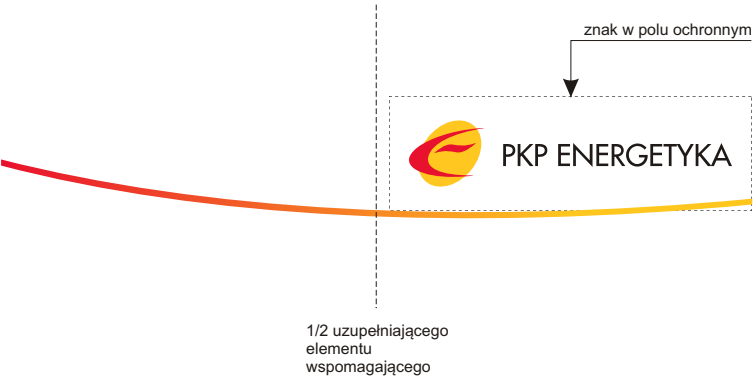 znak w polu ochronnym
PKP ENERGETYKA
1/2 uzupełniającego
elementu
wspomagającego